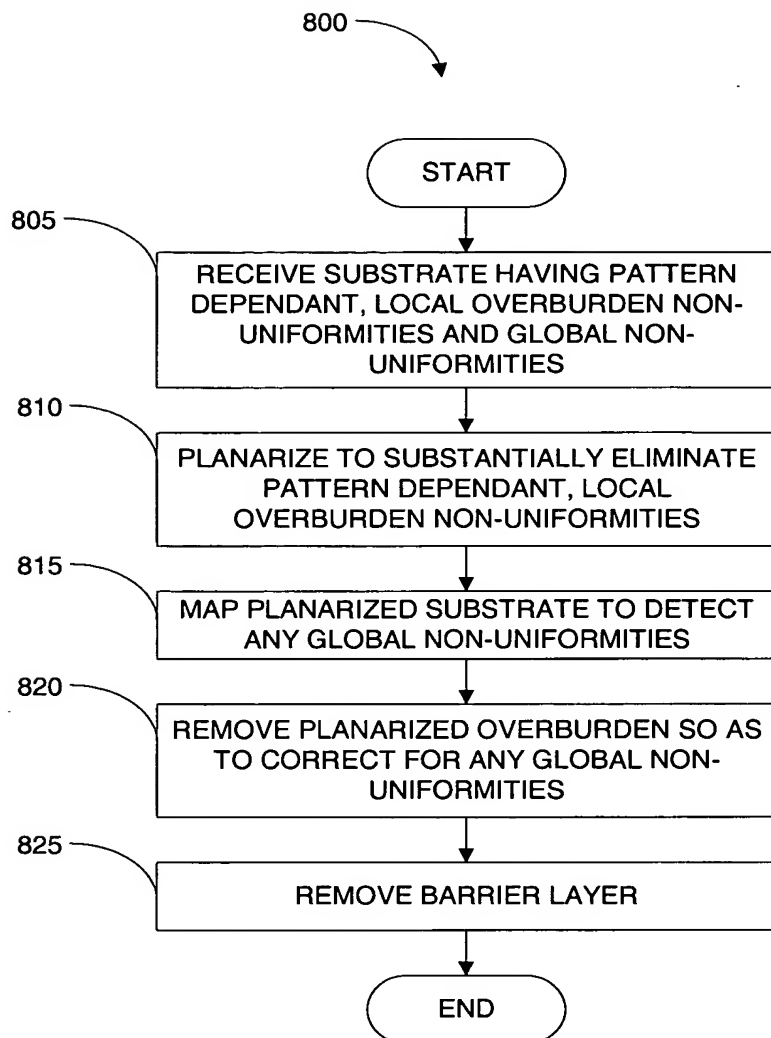 800
START
805
RECEIVE SUBSTRATE HAVING PATTERN
DEPENDANT, LOCAL OVERBURDEN NON-
UNIFORMITIES AND GLOBAL NON-
UNIFORMITIES
810
PLANARIZE TO SUBSTANTIALLY ELIMINATE
PATTERN DEPENDANT, LOCAL
OVERBURDEN NON-UNIFORMITIES
815
MAP PLANARIZED SUBSTRATE TO DETECT
ANY GLOBAL NON-UNIFORMITIES
820
REMOVE PLANARIZED OVERBURDEN SO AS
TO CORRECT FOR ANY GLOBAL NON-
UNIFORMITIES
825
REMOVE BARRIER LAYER
END